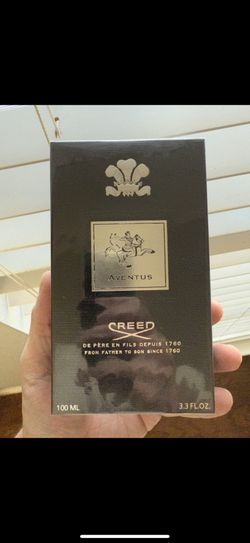 AVENTUS
CREED
DE PÈRE EN FILS DEPUIS 1760
FROM FATHER TO SON SINCE 1760
100 ML 3.3 FL.OZ.